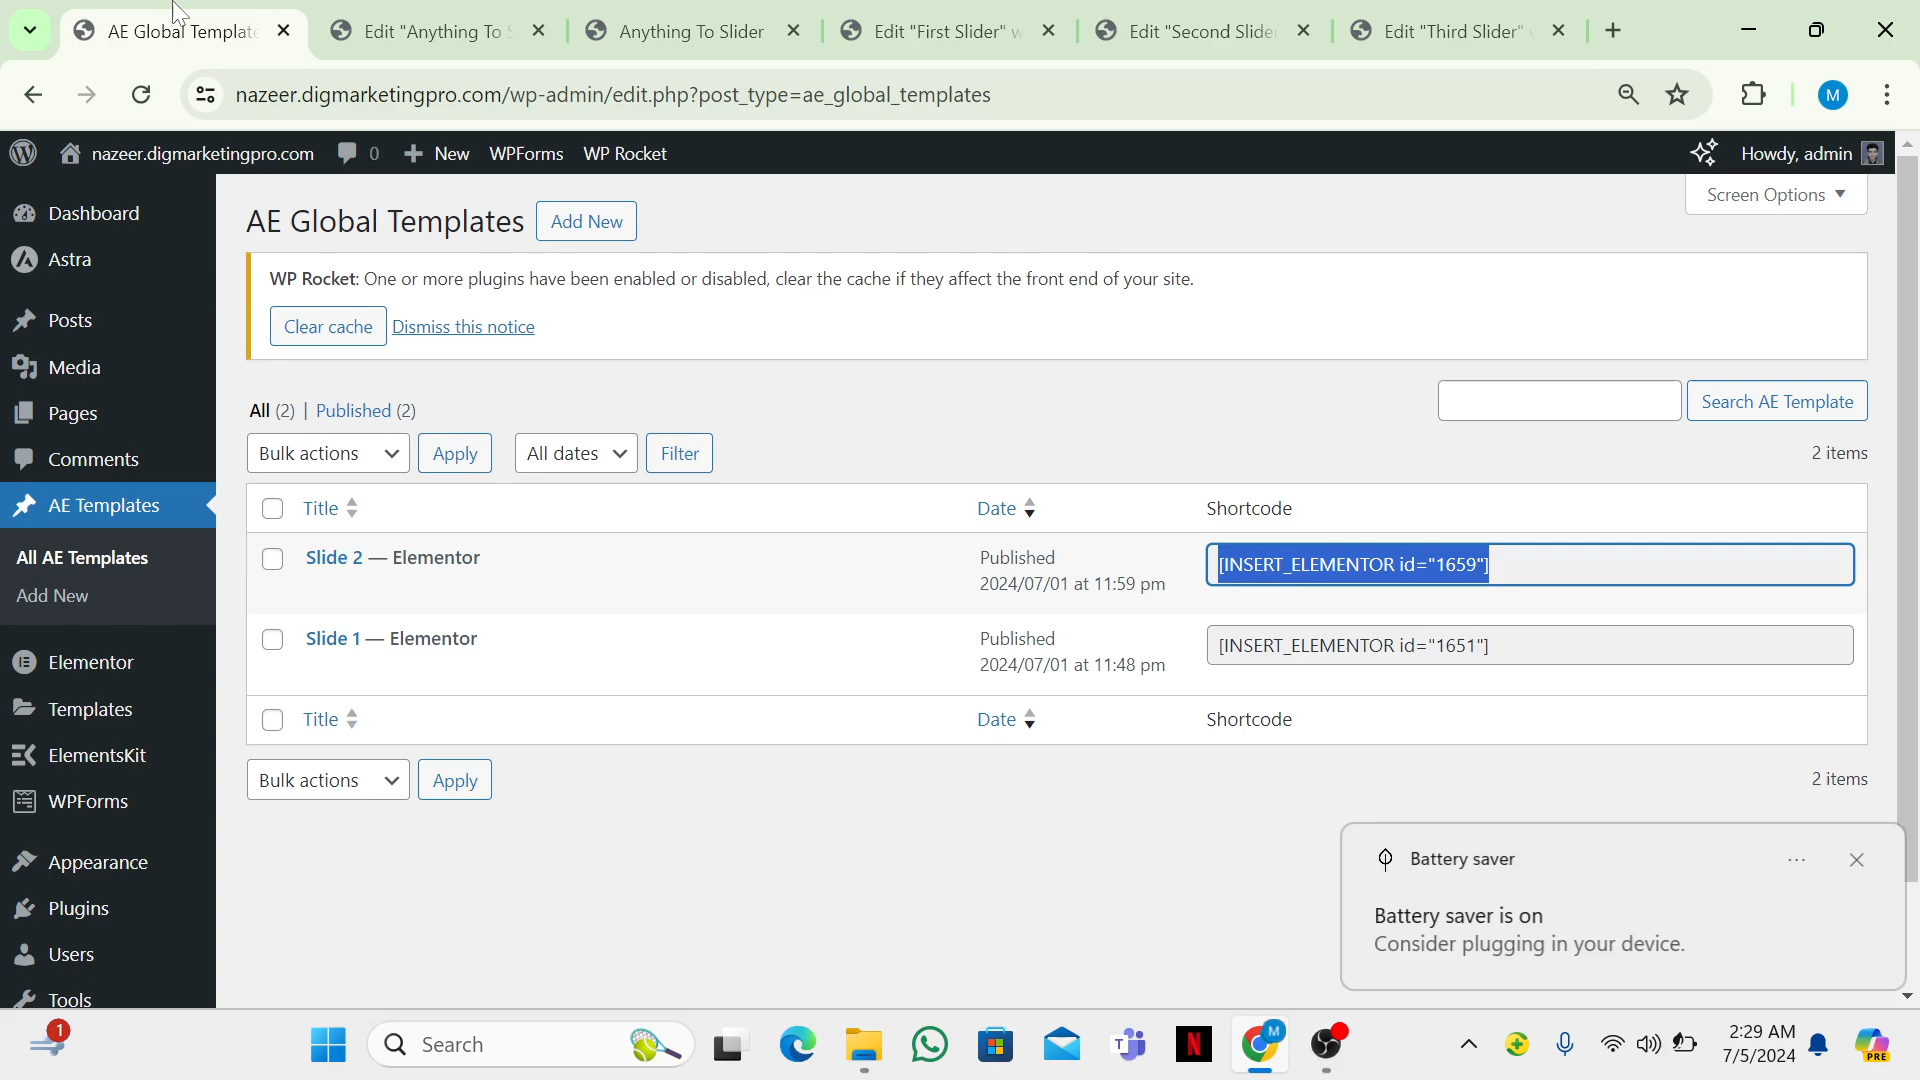 AE Global Template
Edit "Anything To S
Anything To Slider
Edit "First Slider" w
Edit "Second Slide
Edit "Third Slider"
nazeer.digmarketingpro.com/wp-admin/edit.php?post_type=ae_global_templates
M
nazeer.digmarketingpro.com
0
New
WPForms
WP Rocket
Howdy, admin
Dashboard
Astra
Posts
Media
Pages
Comments
AE Templates
All AE Templates
Add New
Elementor
Templates
ElementsKit
WPForms
Appearance
Plugins
Users
Tools
Screen Options
AE Global Templates
Add New
WP Rocket: One or more plugins have been enabled or disabled, clear the cache if they affect the front end of your site.
Clear cache
Dismiss this notice
All (2) | Published (2)
Search AE Template
Bulk actions
Apply
All dates
Filter
2 items
Title
Date
Shortcode
Slide 2 — Elementor
Published
2024/07/01 at 11:59 pm
[INSERT_ELEMENTOR id="1659"]
Slide 1 — Elementor
Published
2024/07/01 at 11:48 pm
[INSERT_ELEMENTOR id="1651"]
Title
Date
Shortcode
Bulk actions
Apply
2 items
Battery saver
Battery saver is on
Consider plugging in your device.
1
Search
N
M
2:29 AM
7/5/2024
PRE